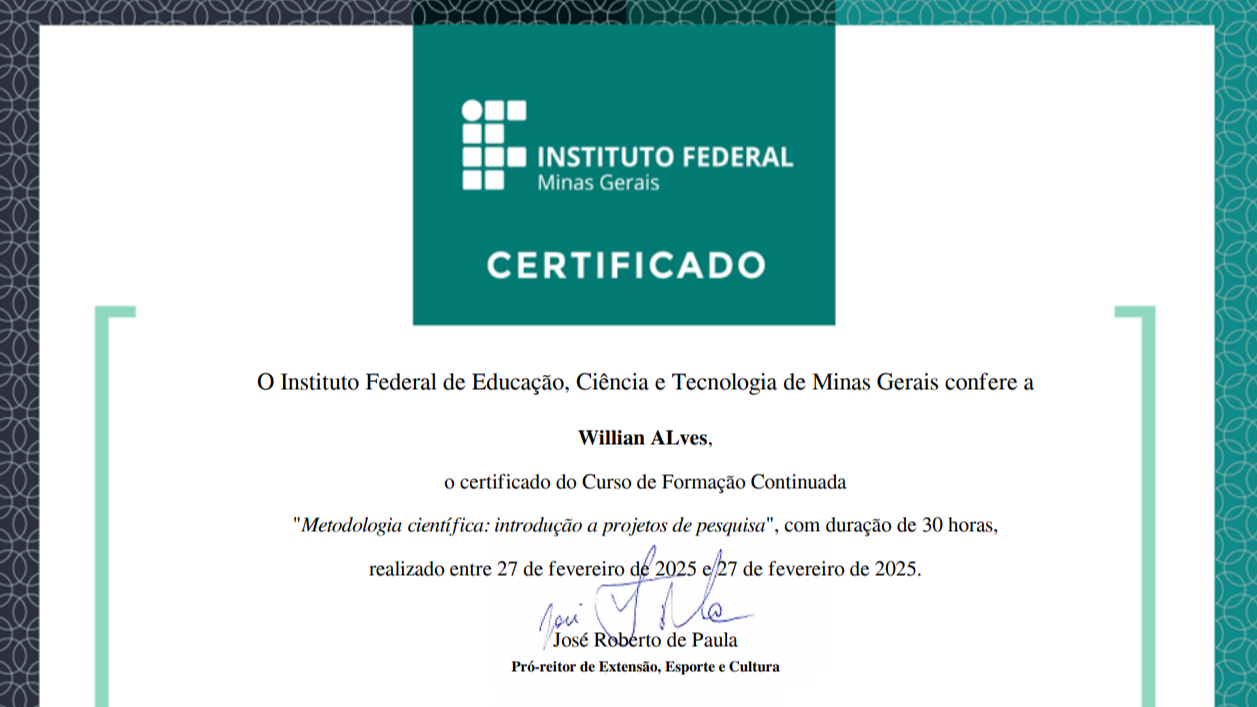 INSTITUTO FEDERAL
Minas Gerais
CERTIFICADO
O Instituto Federal de Educação, Ciência e Tecnologia de Minas Gerais confere a
Willian ALves,
o certificado do Curso de Formação Continuada
"Metodologia científica: introdução a projetos de pesquisa", com duração de 30 horas,
realizado entre 27 de fevereiro de 2025 e 27 de fevereiro de 2025.
José Roberto de Paula
Pró-reitor de Extensão, Esporte e Cultura